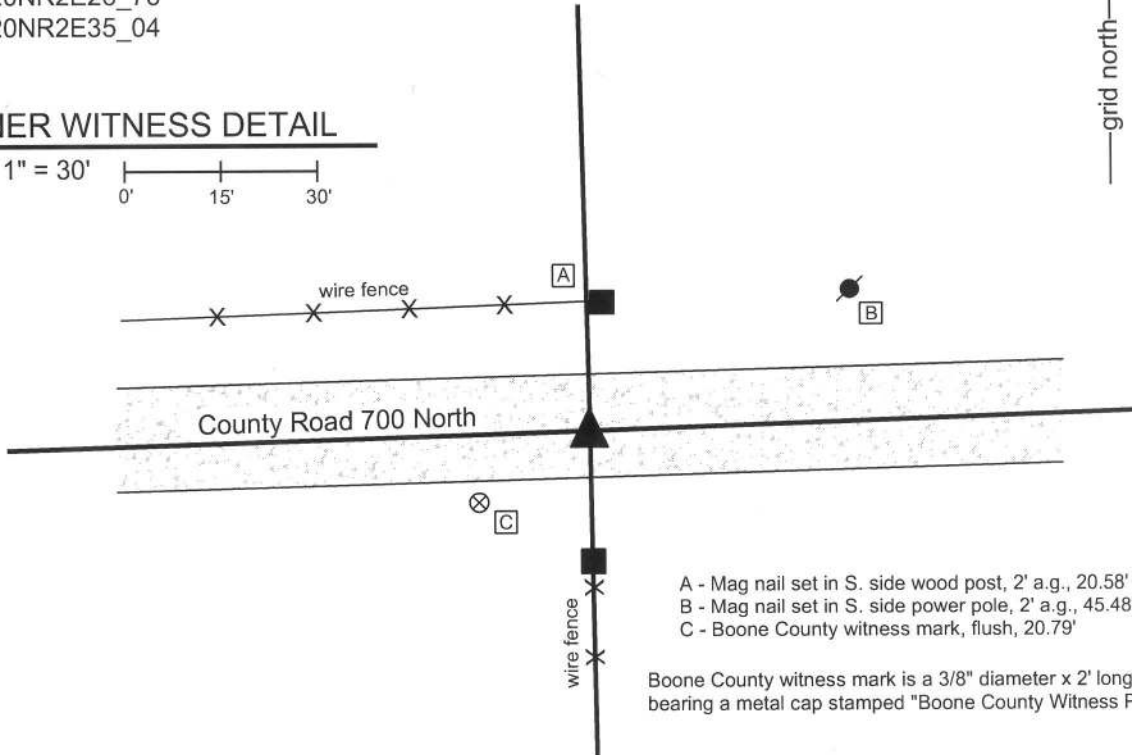 20NR2E35_04
WITNESS DETAIL
1" = 30'
0' 15' 30'
grid north
wire fence
A
B
County Road 700 North
C
wire fence
A - Mag nail set in S. side wood post, 2' a.g., 20.58'
B - Mag nail set in S. side power pole, 2' a.g., 45.48'
C - Boone County witness mark, flush, 20.79'
Boone County witness mark is a 3/8" diameter x 2' long
bearing a metal cap stamped "Boone County Witness